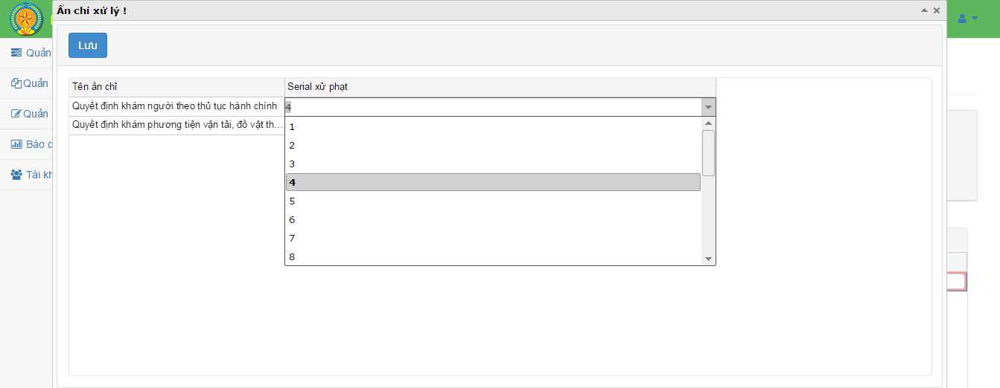 Ấn chỉ xử lý !
Lưu
Quản
Quản
Quản
Báo c
Tài kh
Tên ấn chỉ
Serial xử phạt
Quyết định khám người theo thủ tục hành chính
4
Quyết định khám phương tiện vận tải, đồ vật th...
1
2
3
4
5
6
7
8